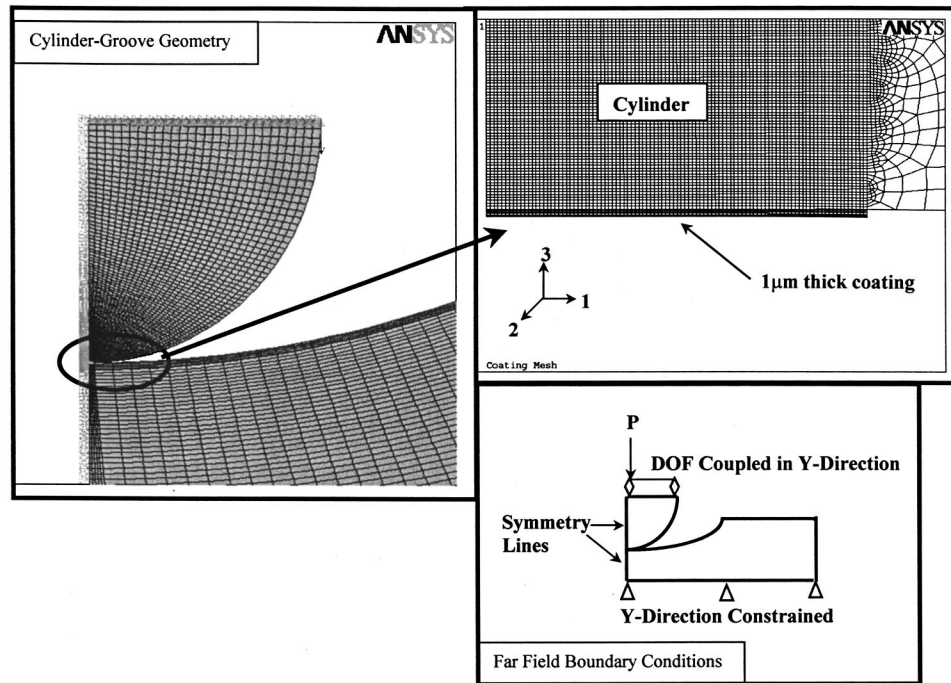 Cylinder-Groove Geometry
ANSYS
1
ANSYS
Cylinder
3
1
2
1μm thick coating
Coating Mesh
P
DOF Coupled in Y-Direction
Symmetry
Lines
Y-Direction Constrained
Far Field Boundary Conditions